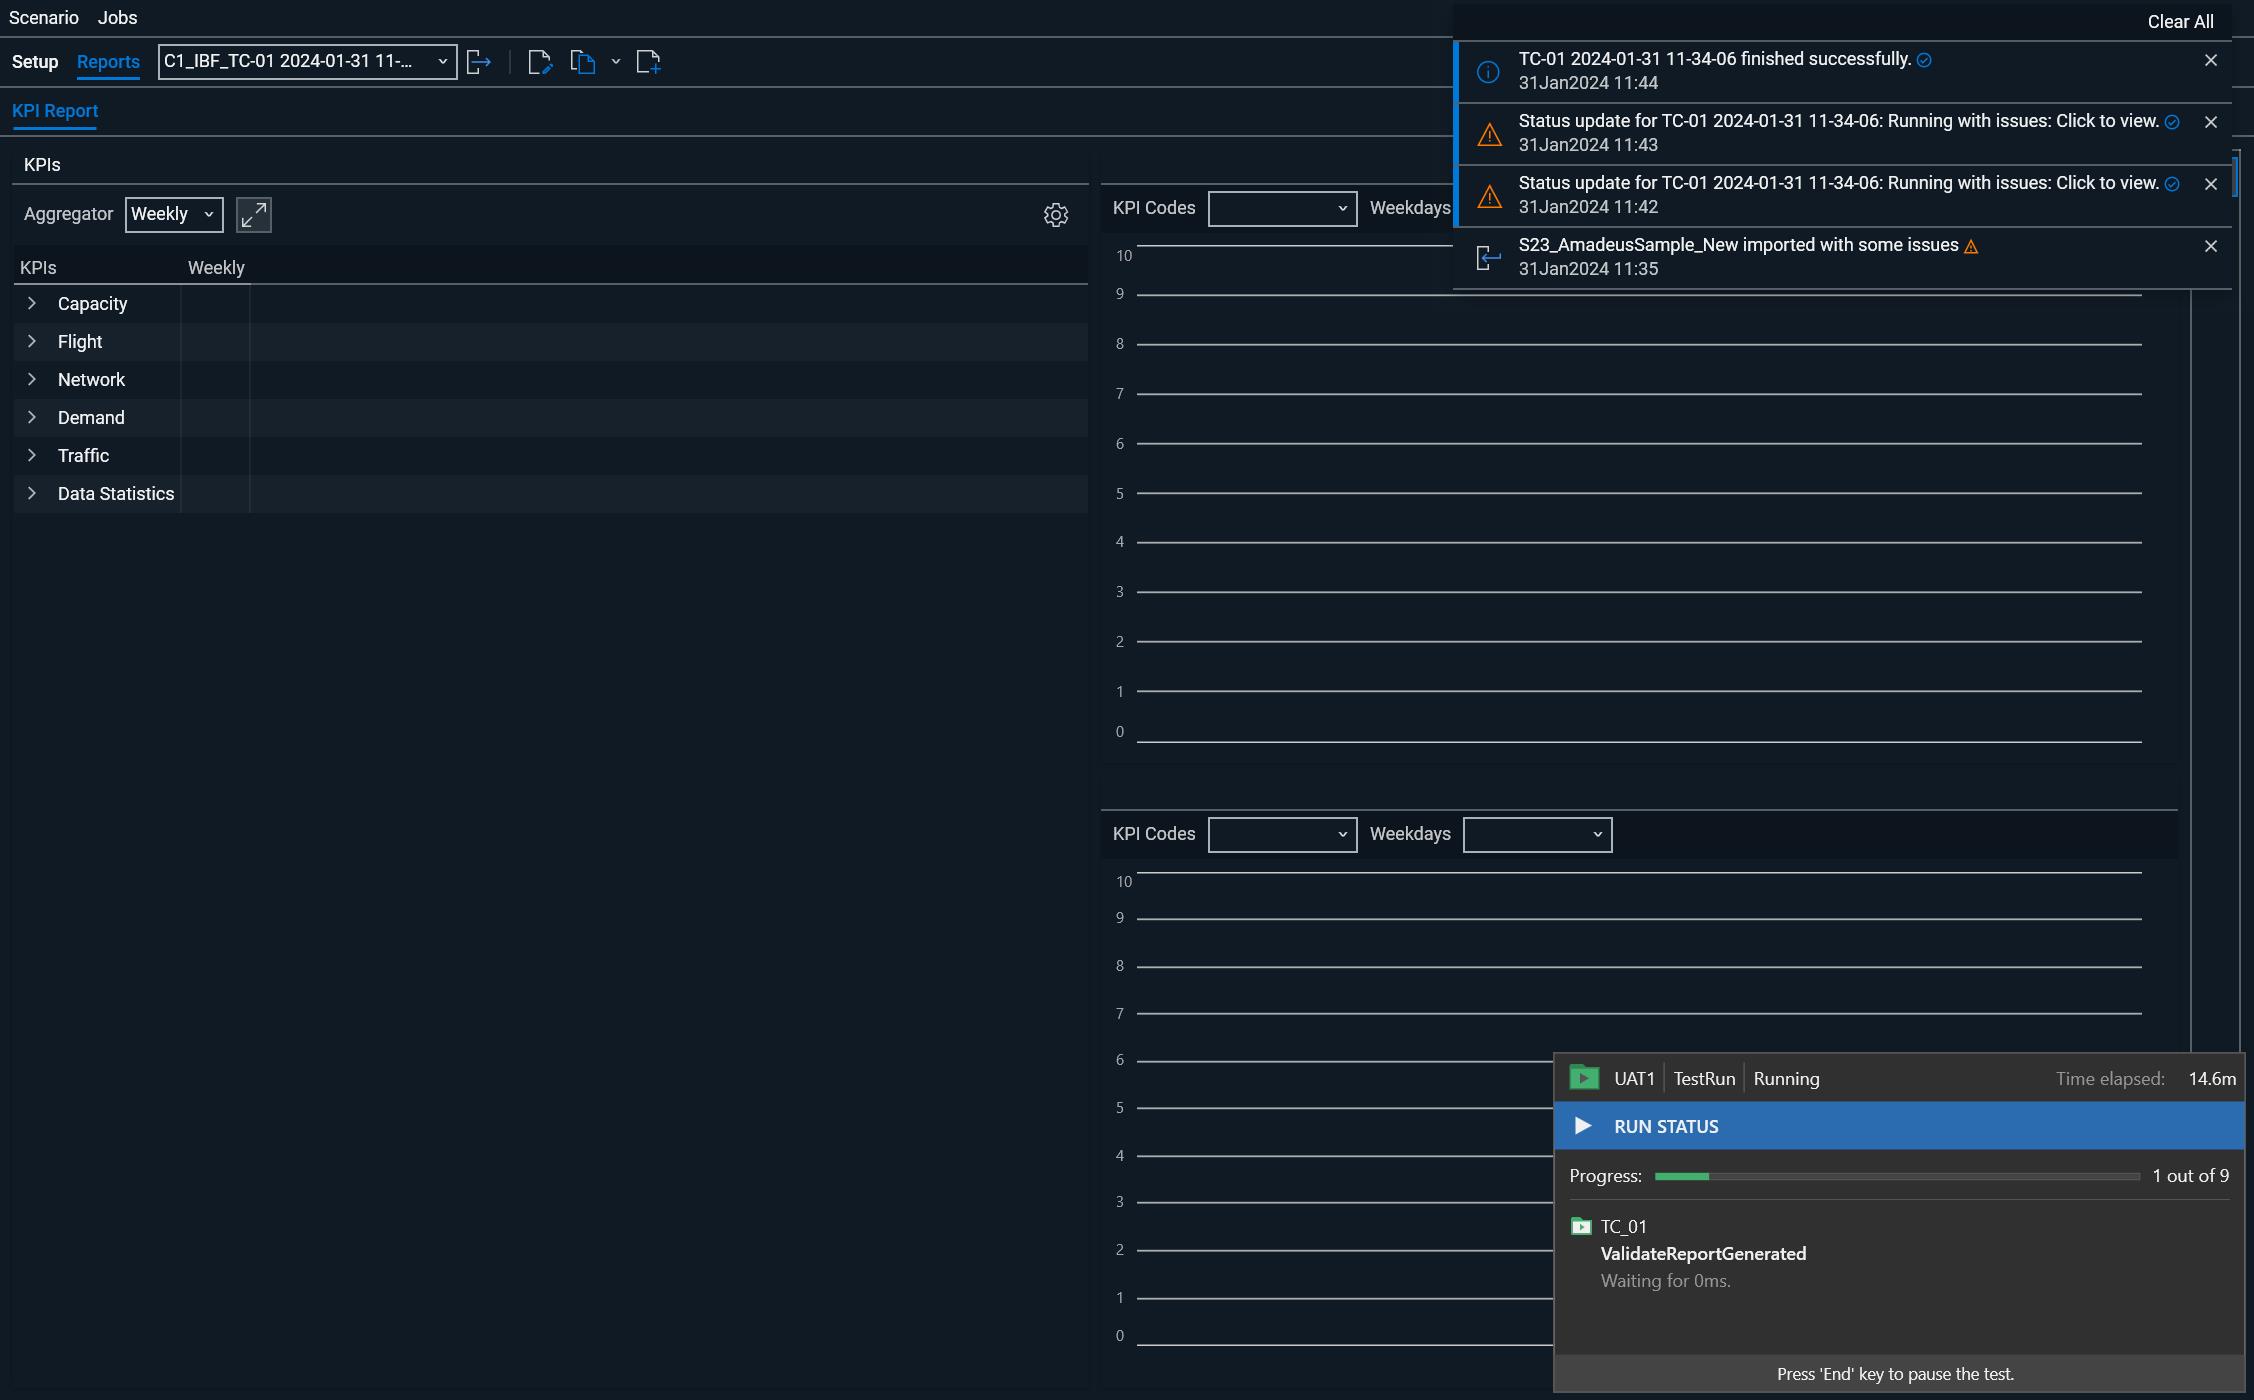 Scenario Jobs
Setup Reports C1_IBF_TC-01 2024-01-31 11-...
KPI Report
KPIs
Aggregator Weekly
KPIs Weekly
Capacity
Flight
Network
Demand
Traffic
Data Statistics
Clear All
TC-01 2024-01-31 11-34-06 finished successfully.
31Jan2024 11:44
Status update for TC-01 2024-01-31 11-34-06: Running with issues: Click to view.
31Jan2024 11:43
Status update for TC-01 2024-01-31 11-34-06: Running with issues: Click to view.
31Jan2024 11:42
S23_AmadeusSample_New imported with some issues
31Jan2024 11:35
KPI Codes Weekdays
10
9
8
7
6
5
4
3
2
1
0
KPI Codes Weekdays
10
9
8
7
6
5
4
3
2
1
0
UAT1 TestRun Running Time elapsed: 14.6m
RUN STATUS
Progress: 1 out of 9
TC_01
ValidateReportGenerated
Waiting for 0ms.
Press 'End' key to pause the test.